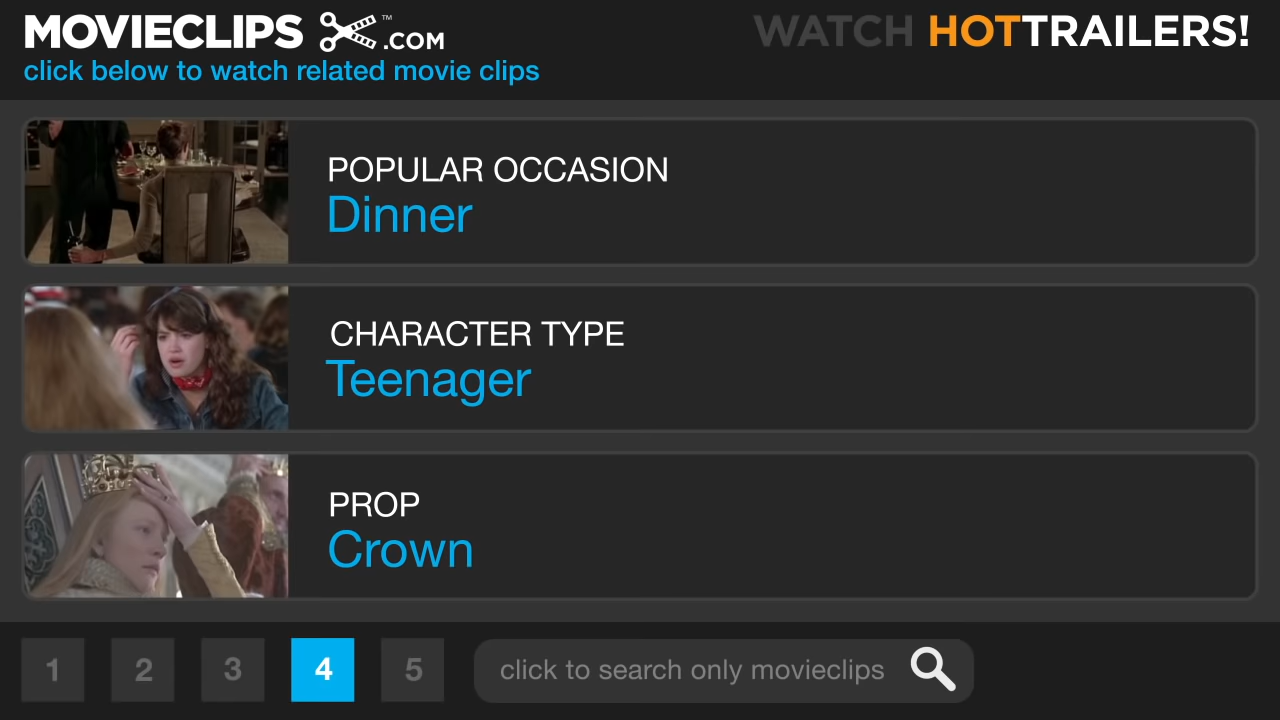 MOVIECLIPS ™ .COM
WATCH HOTTRAILERS!
click below to watch related movie clips
POPULAR OCCASION
Dinner
CHARACTER TYPE
Teenager
PROP
Crown
1 2 3 4 5
click to search only movieclips